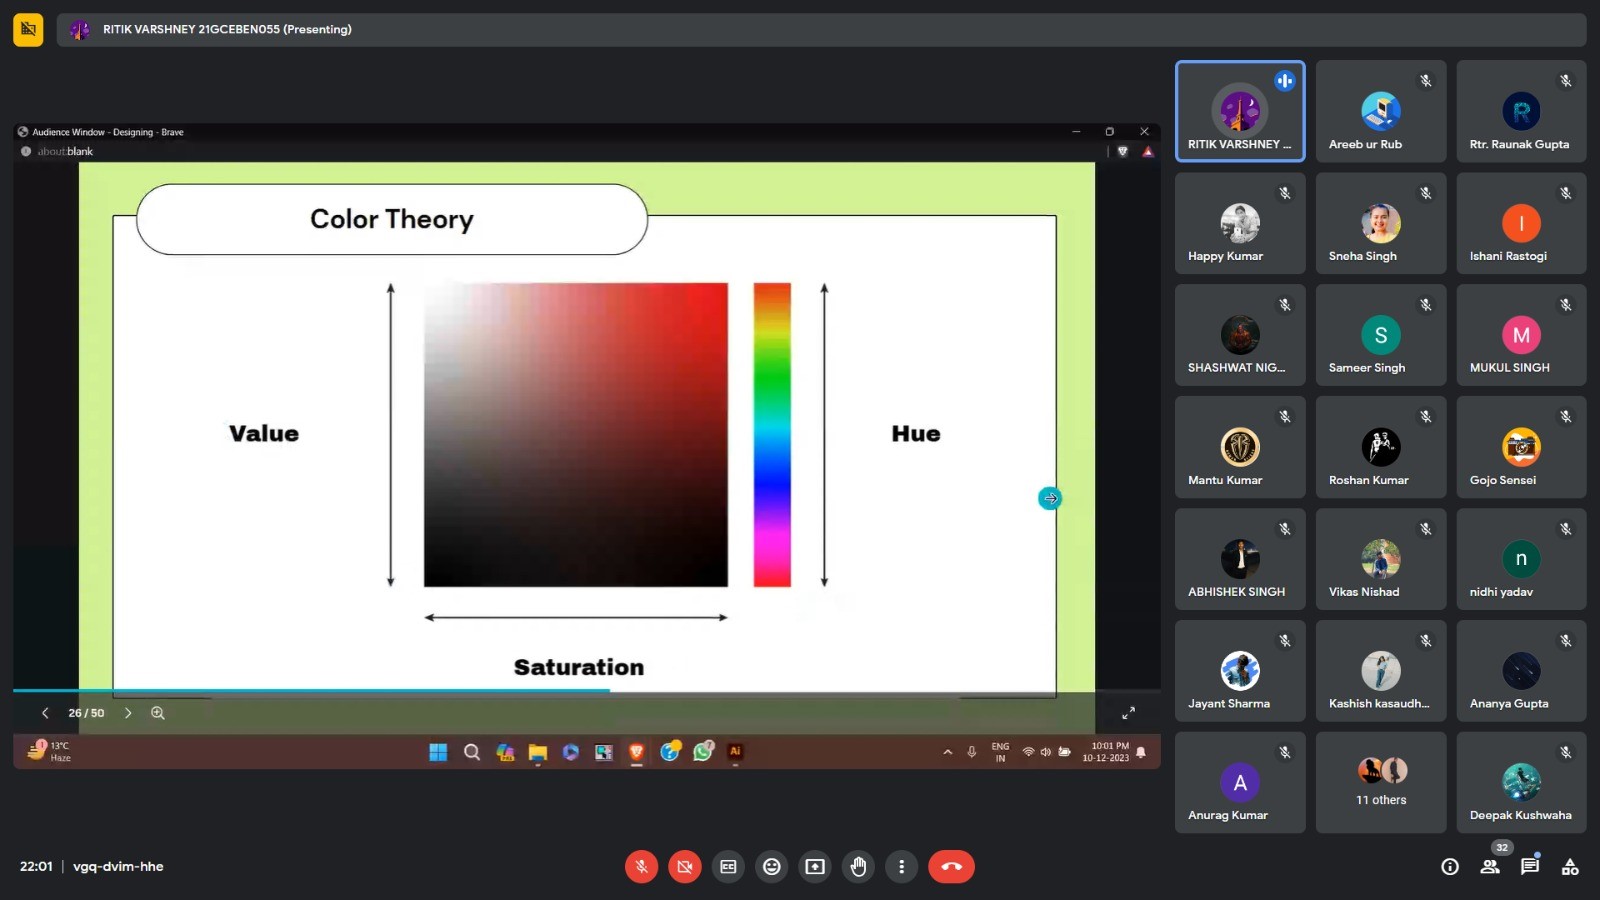 RITIK VARSHNEY 21GCEBEN055 (Presenting)
Audience Window - Designing - Brave
about:blank
Color Theory
Value
Hue
Saturation
26 / 50
13°C
Haze
ENG
IN
10:01 PM
10-12-2023
RITIK VARSHNEY ...
Areeb ur Rub
Rtr. Raunak Gupta
Happy Kumar
Sneha Singh
I
Ishani Rastogi
SHASHWAT NIG...
S
Sameer Singh
M
MUKUL SINGH
Mantu Kumar
Roshan Kumar
Gojo Sensei
ABHISHEK SINGH
Vikas Nishad
n
nidhi yadav
Jayant Sharma
Kashish kasaudh...
Ananya Gupta
A
Anurag Kumar
11 others
Deepak Kushwaha
22:01 | vgq-dvim-hhe
32